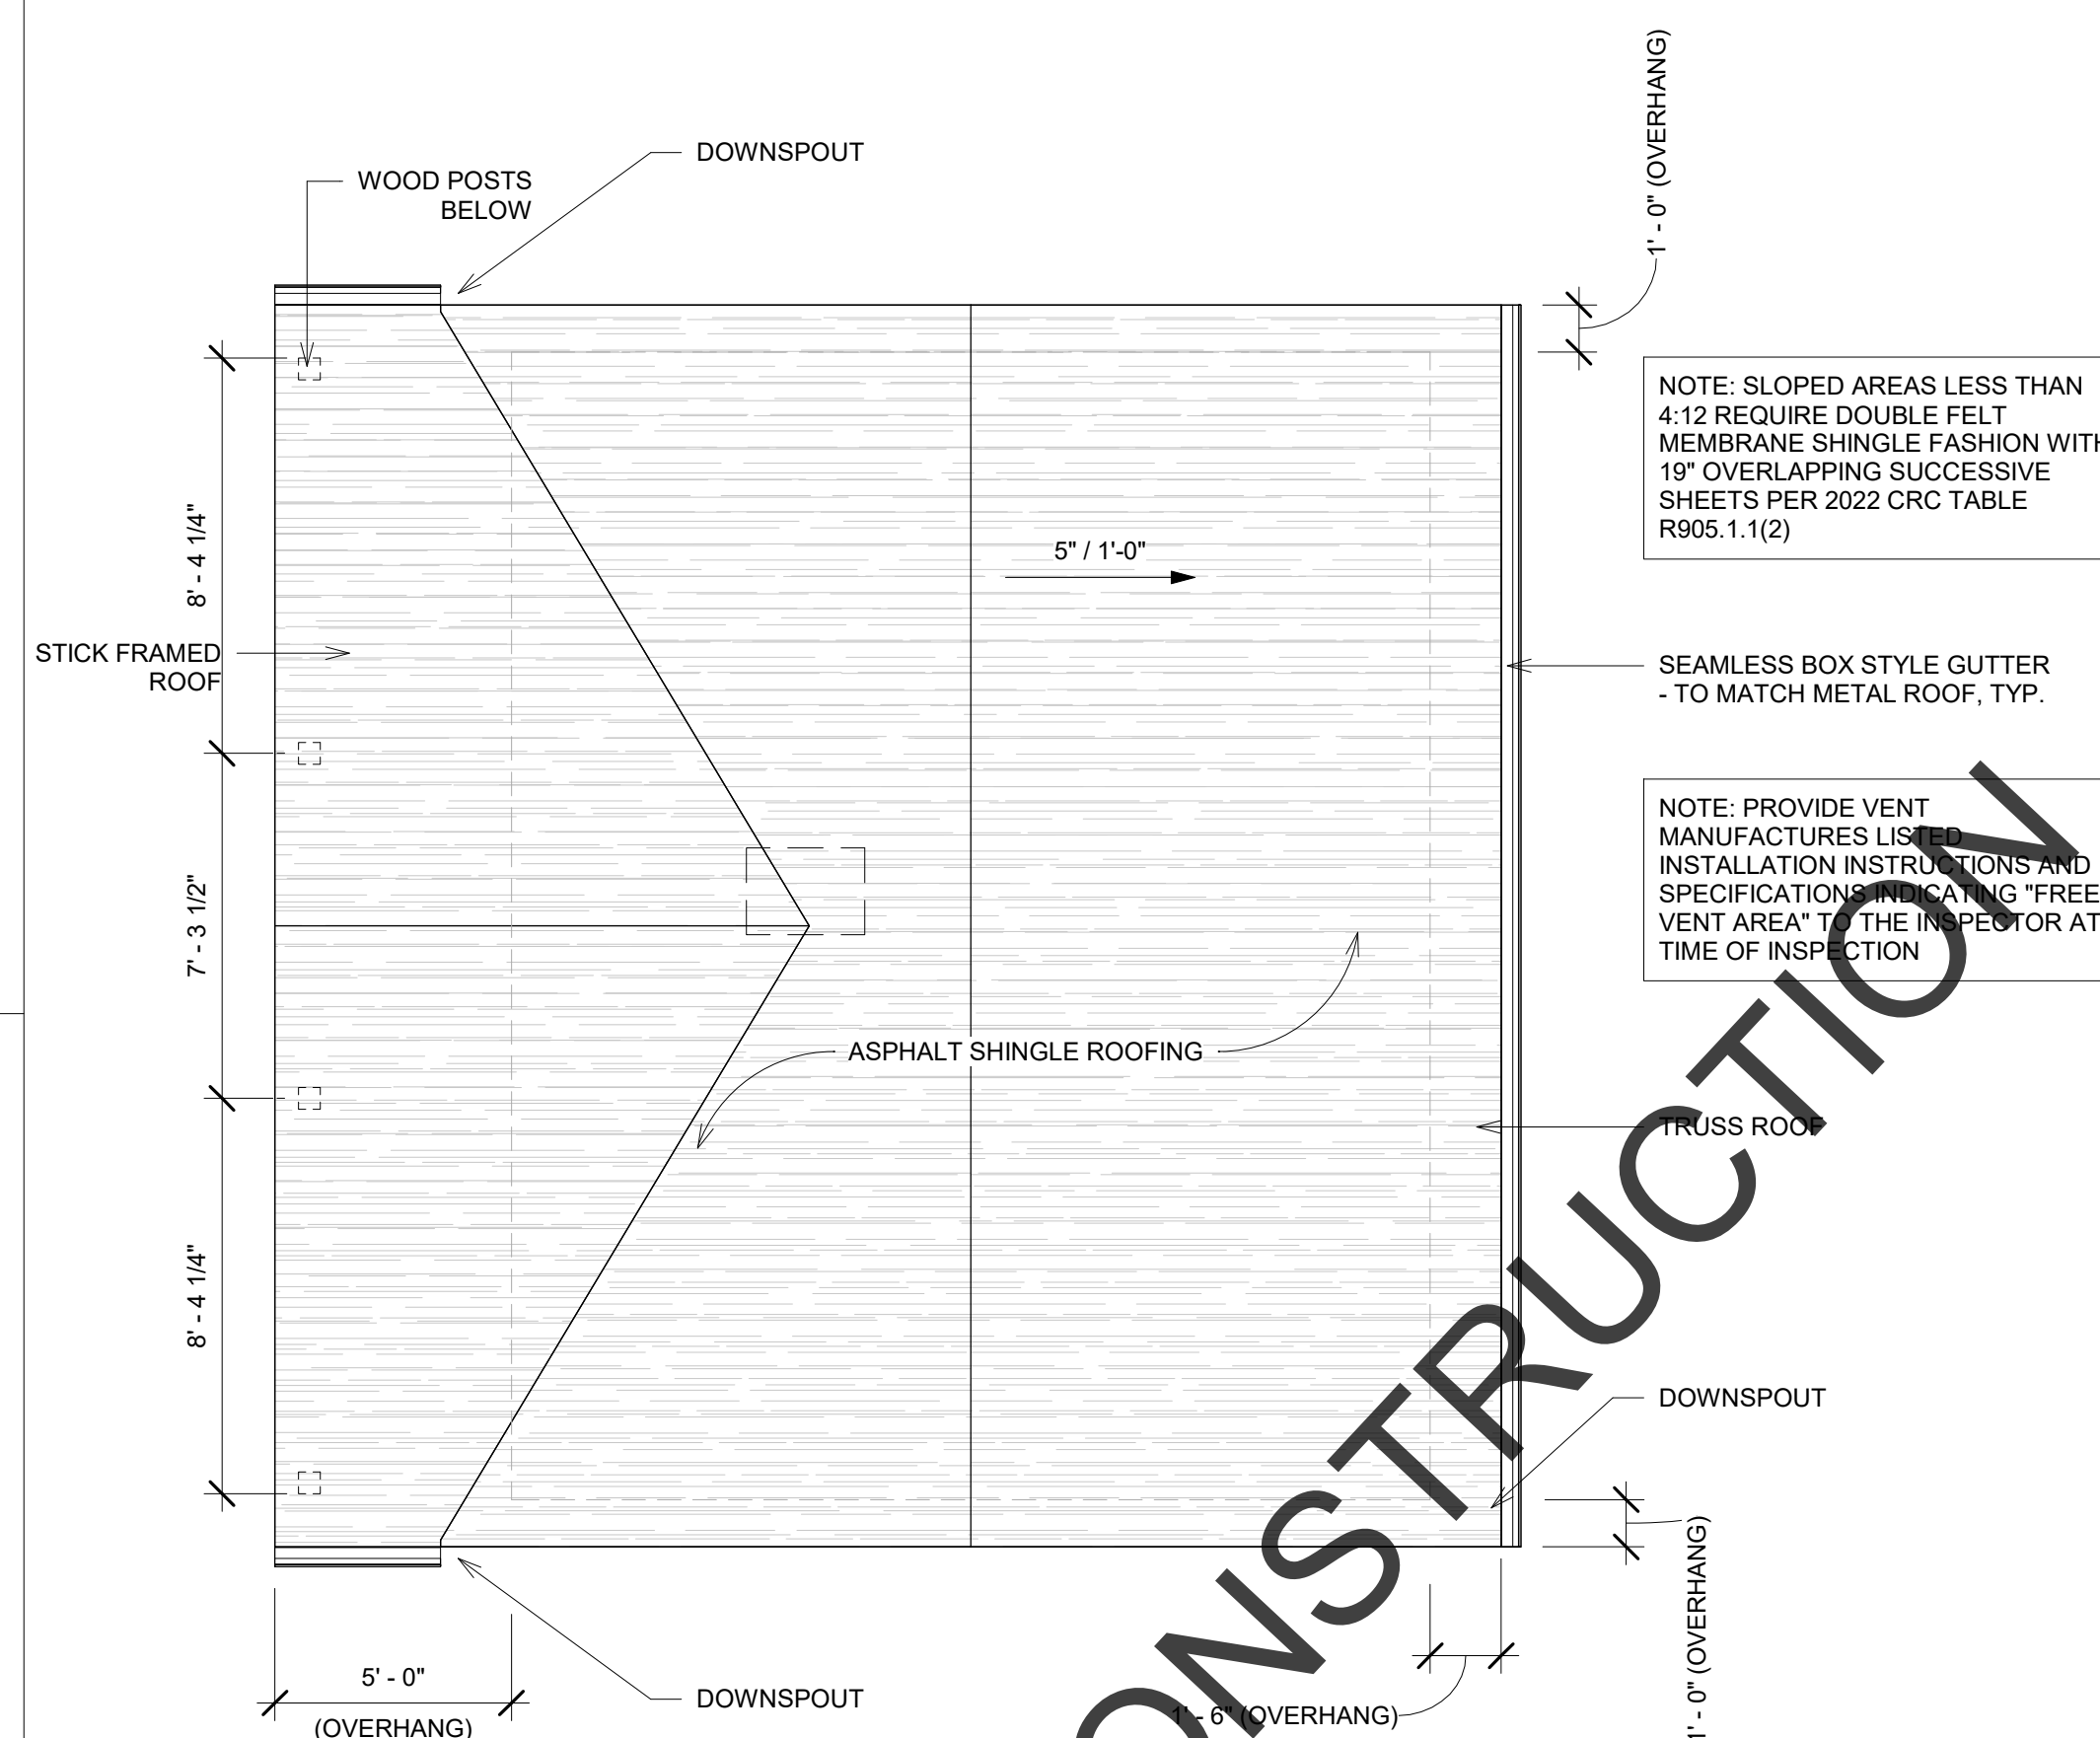 1' - 0" (OVERHANG)
DOWNSPOUT
WOOD POSTS
BELOW
NOTE: SLOPED AREAS LESS THAN
4:12 REQUIRE DOUBLE FELT
MEMBRANE SHINGLE FASHION WITH
19" OVERLAPPING SUCCESSIVE
SHEETS PER 2022 CRC TABLE
R905.1.1(2)
8' - 4 1/4"
5" / 1'-0"
STICK FRAMED
ROOF
SEAMLESS BOX STYLE GUTTER
- TO MATCH METAL ROOF, TYP.
NOTE: PROVIDE VENT
MANUFACTURES LISTED
INSTALLATION INSTRUCTIONS AND
SPECIFICATIONS INDICATING "FREE
VENT AREA" TO THE INSPECTOR AT
TIME OF INSPECTION
7' - 3 1/2"
ASPHALT SHINGLE ROOFING
TRUSS ROOF
8' - 4 1/4"
DOWNSPOUT
5' - 0"
(OVERHANG)
DOWNSPOUT
1' - 6" (OVERHANG)
1' - 0" (OVERHANG)
ONSTRUCTION